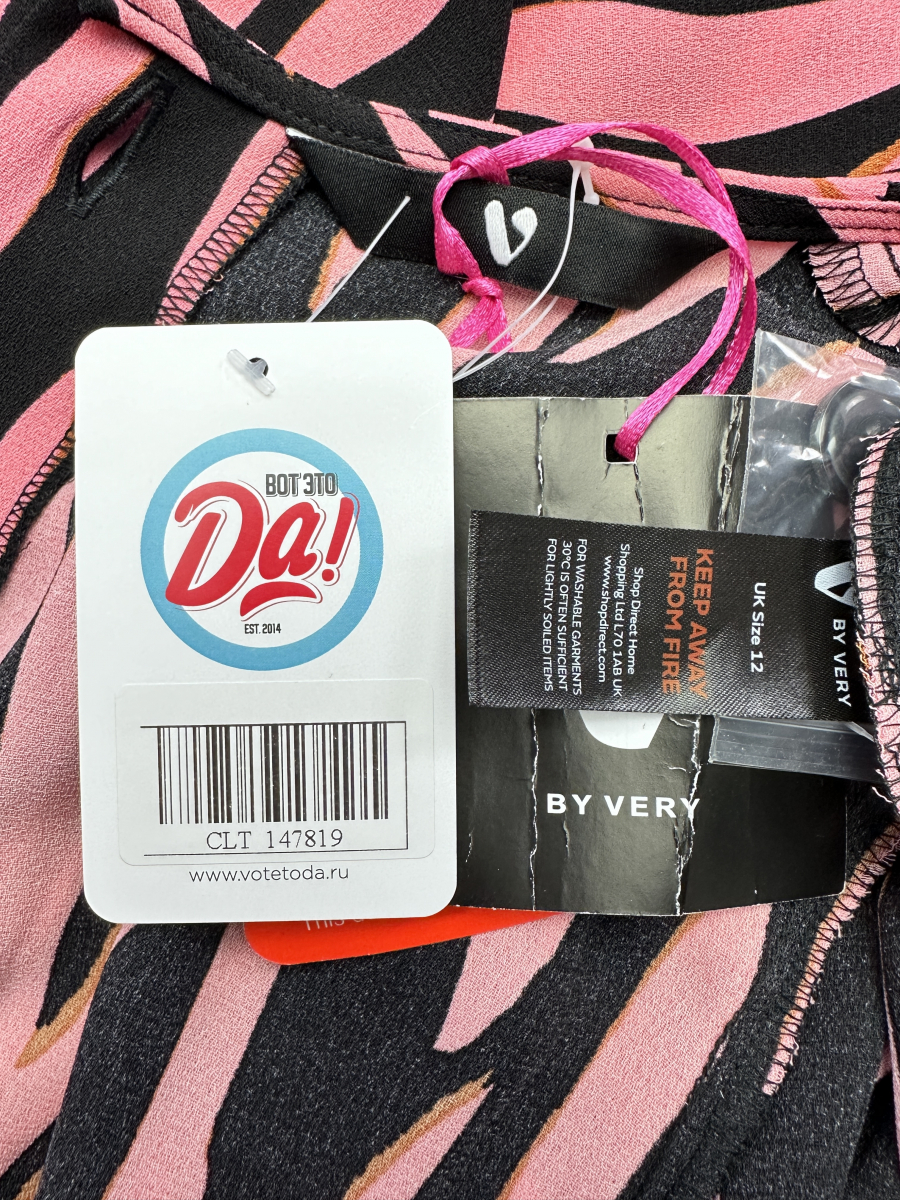 ВОТ ЭТО
Да!
EST. 2014
CLT 147819
www.votetoda.ru
BY VERY
UK Size 12
KEEP AWAY
FROM FIRE
Shop Direct Home
Shopping Ltd L70 1AB UK
www.shopdirect.com
FOR WASHABLE GARMENTS
30°C IS OFTEN SUFFICIENT
FOR LIGHTLY SOILED ITEMS
BY VERY
This